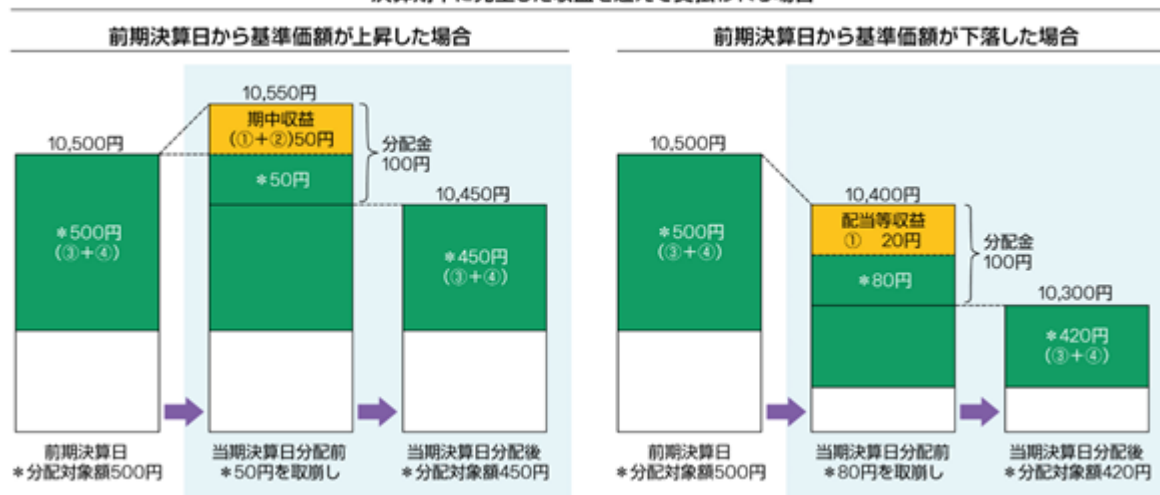 前期決算日から基準価額が上昇した場合
10,550円
期中収益
(①+②)50円
10,500円
分配金
100円
*50円
10,450円
*500円
(③+④)
*450円
(③+④)
前期決算日
*分配対象額500円
当期決算日分配前
*50円を取崩し
当期決算日分配後
*分配対象額450円
前期決算日から基準価額が下落した場合
10,500円
10,400円
配当等収益
① 20円
分配金
100円
*500円
(③+④)
*80円
10,300円
*420円
(③+④)
前期決算日
*分配対象額500円
当期決算日分配前
*80円を取崩し
当期決算日分配後
*分配対象額420円